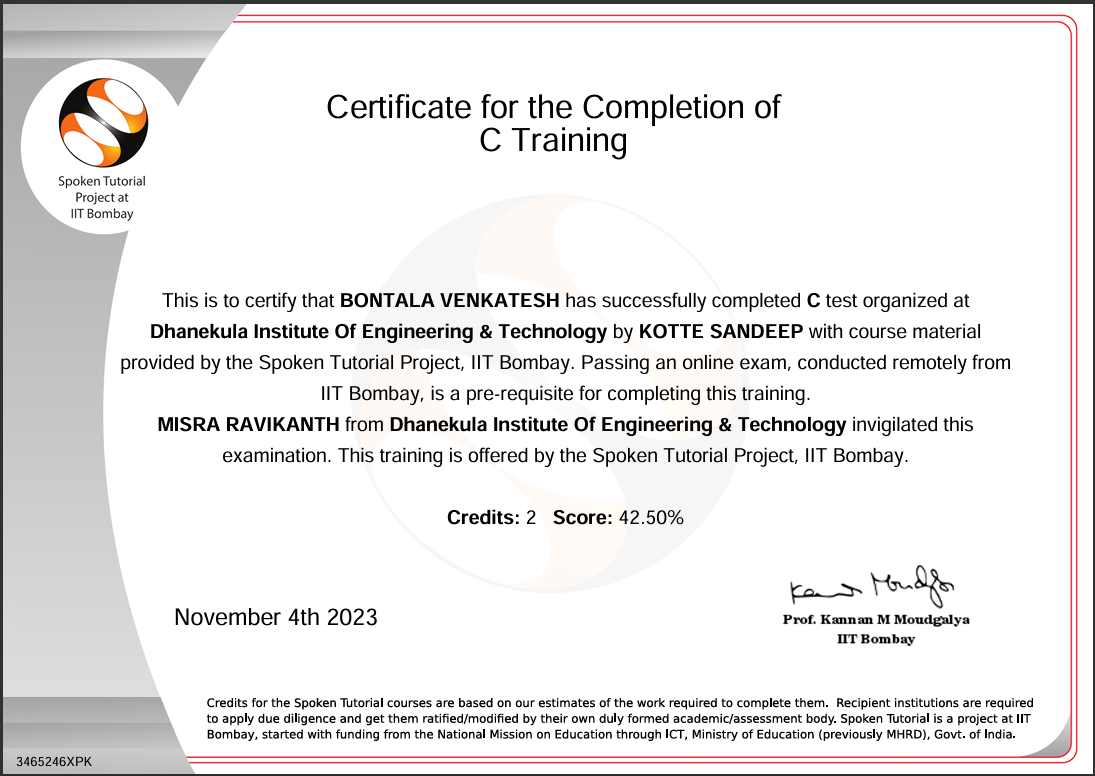 Certificate for the Completion of
C Training
Spoken Tutorial
Project at
IIT Bombay
This is to certify that BONTALA VENKATESH has successfully completed C test organized at
Dhanekula Institute Of Engineering & Technology by KOTTE SANDEEP with course material
provided by the Spoken Tutorial Project, IIT Bombay. Passing an online exam, conducted remotely from
IIT Bombay, is a pre-requisite for completing this training.
MISRA RAVIKANTH from Dhanekula Institute Of Engineering & Technology invigilated this
examination. This training is offered by the Spoken Tutorial Project, IIT Bombay.
Credits: 2 Score: 42.50%
November 4th 2023
Prof. Kannan M Moudgalya
IIT Bombay
Credits for the Spoken Tutorial courses are based on our estimates of the work required to complete them. Recipient institutions are required
to apply due diligence and get them ratified/modified by their own duly formed academic/assessment body. Spoken Tutorial is a project at IIT
Bombay, started with funding from the National Mission on Education through ICT, Ministry of Education (previously MHRD), Govt. of India.
3465246XPK